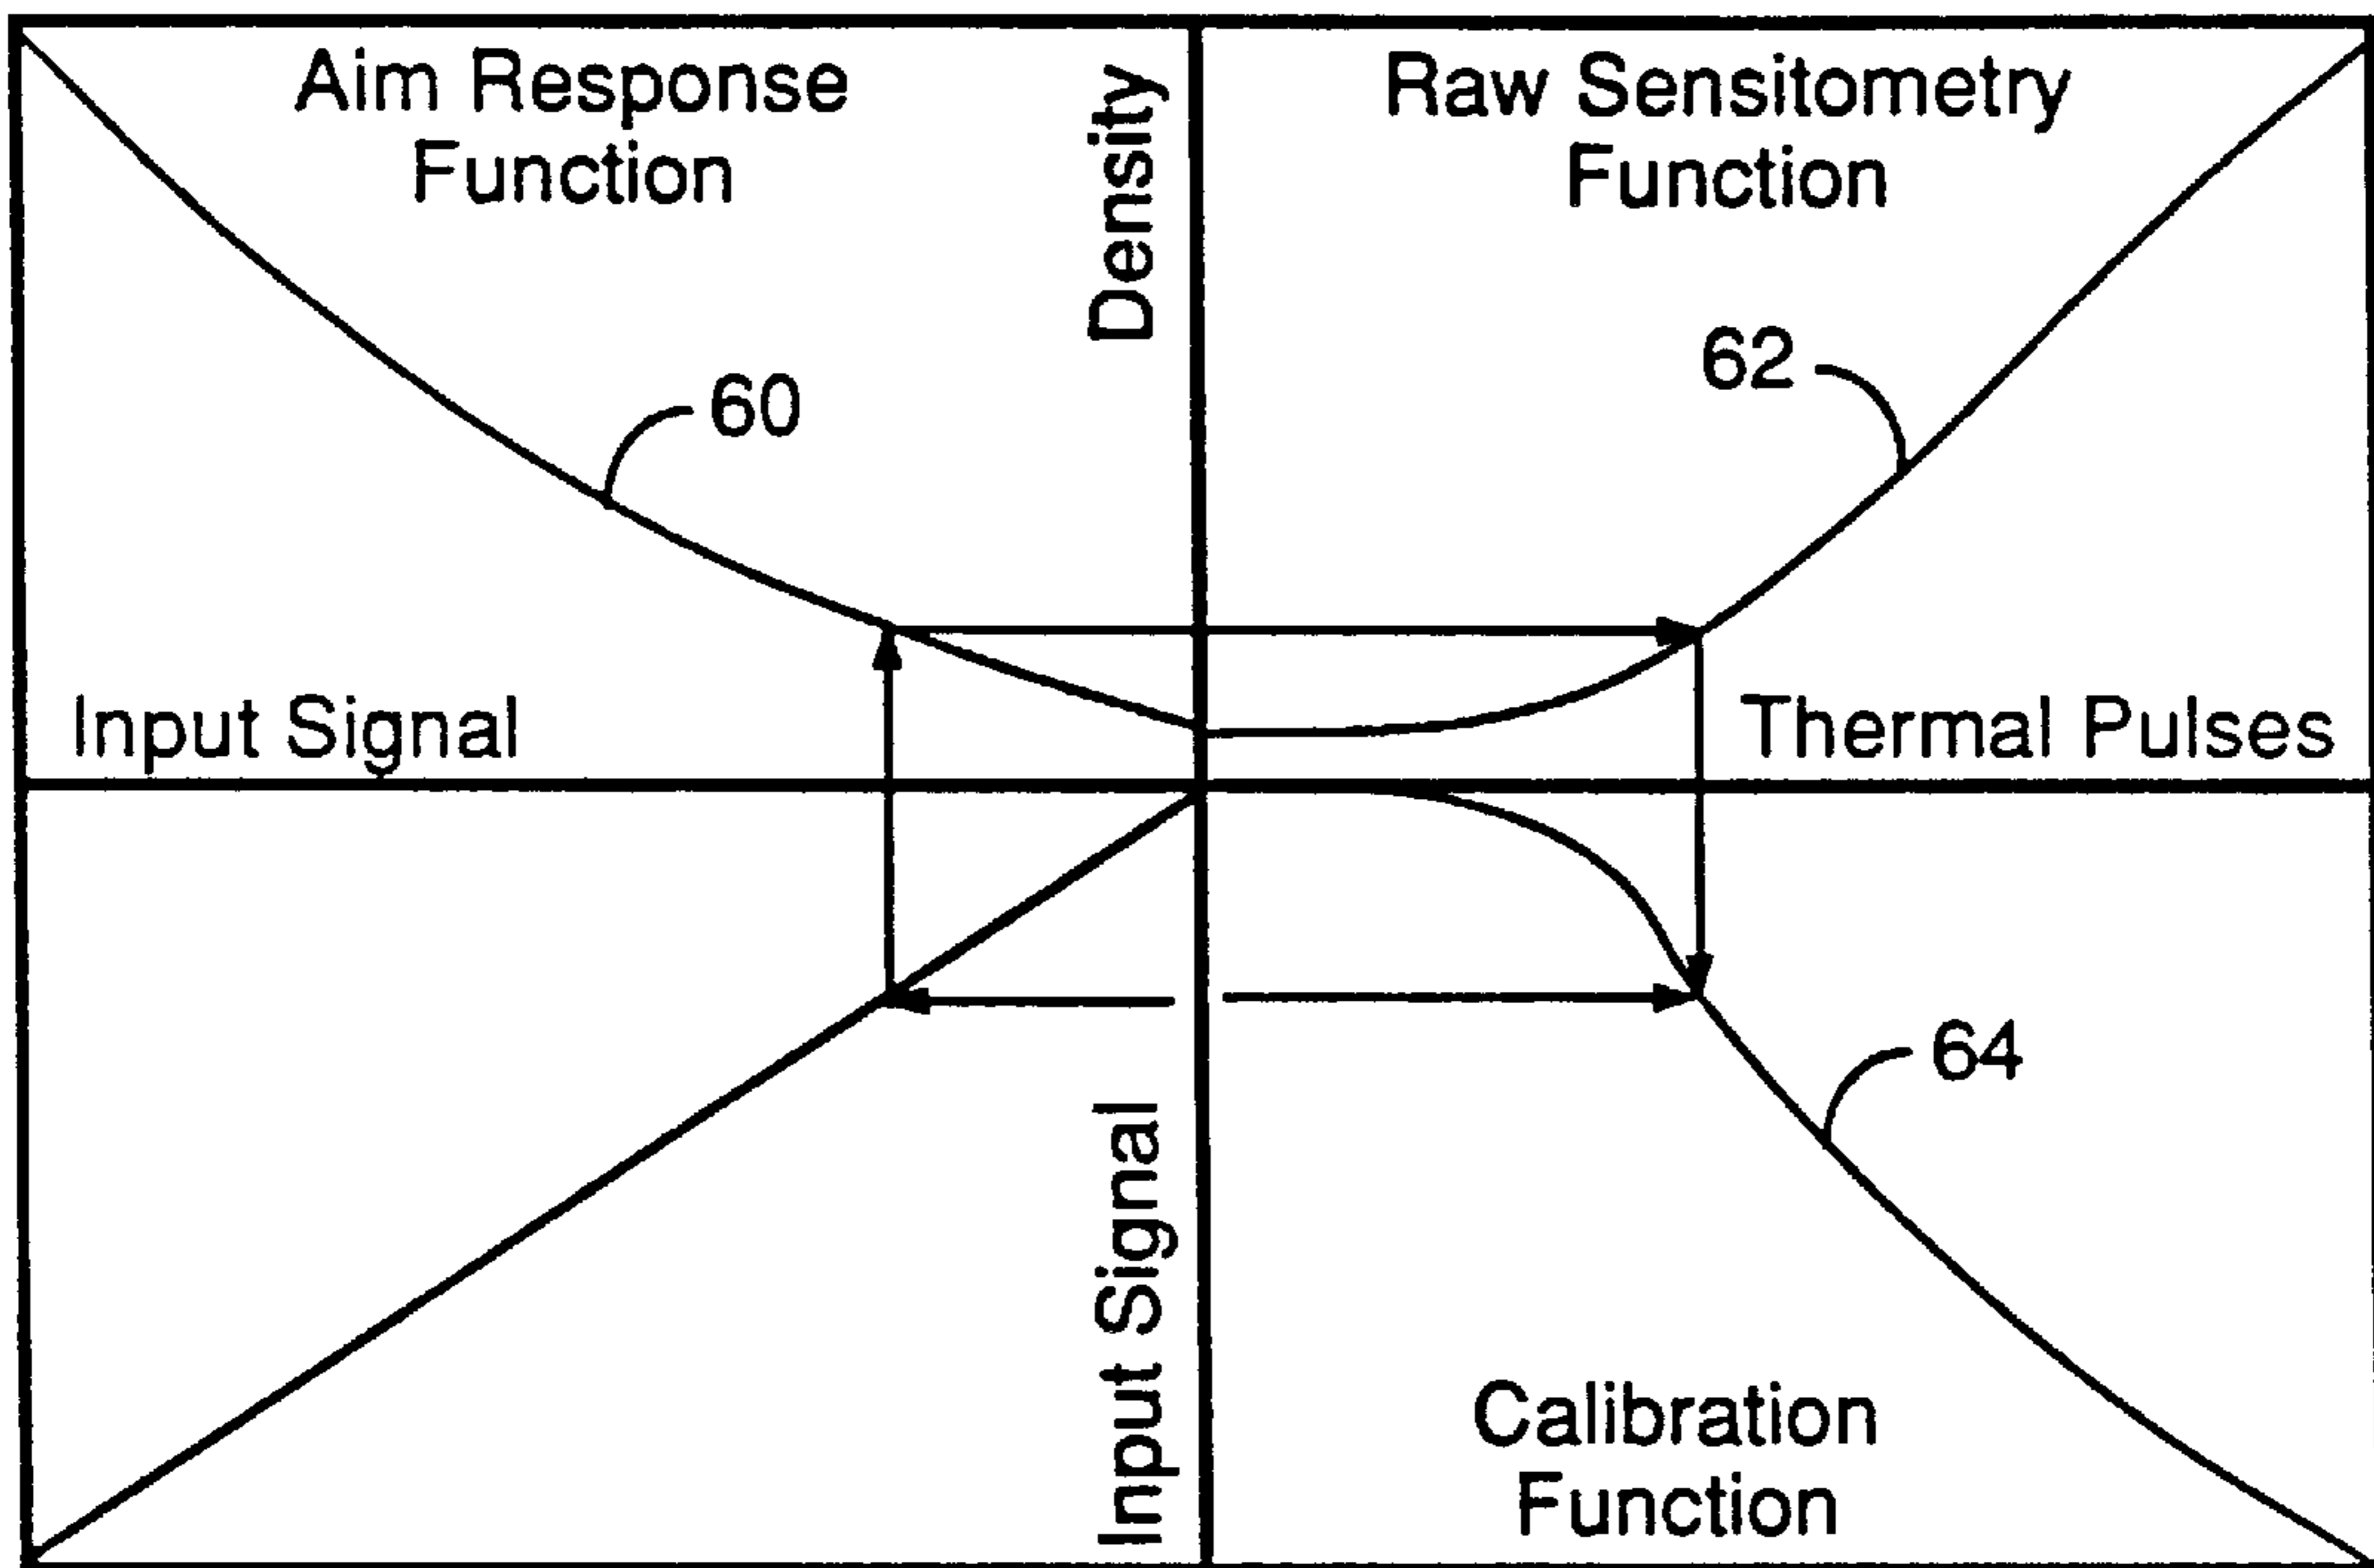 Aim Response
Function
Density
Raw Sensitometry
Function
60
62
Input Signal
Thermal Pulses
64
Input Signal
Calibration
Function